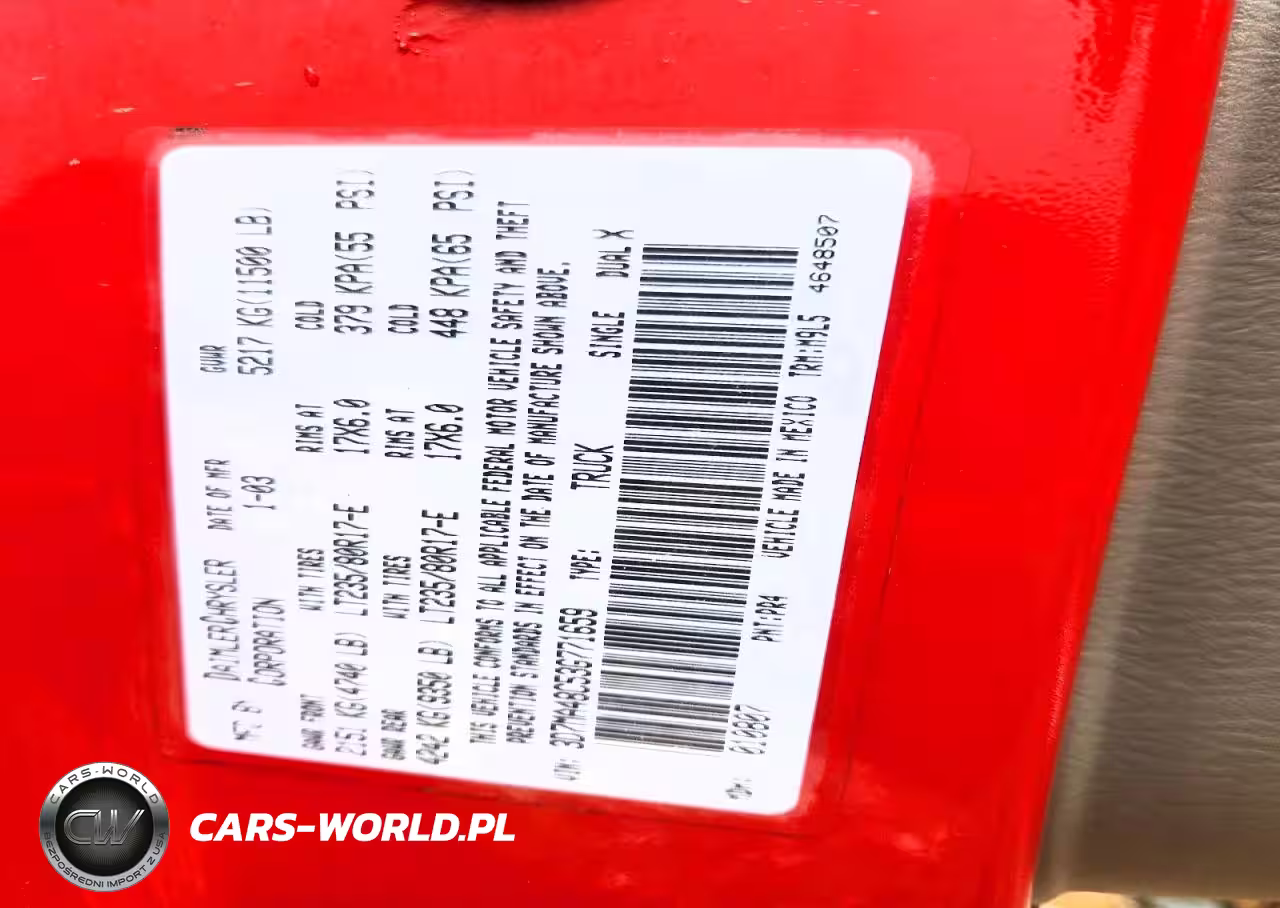 MFD BY DAIMLERCHRYSLER CORPORATION
DATE OF MFR 1-03
GVWR 5217 KG(11500 LB)
GAWR FRONT WITH TIRES RIMS AT COLD
2151 KG(4740 LB) LT235/80R17-E 17X6.0 379 KPA(55 PSI)
GAWR REAR WITH TIRES RIMS AT COLD
4242 KG(9350 LB) LT235/80R17-E 17X6.0 448 KPA(65 PSI)
THIS VEHICLE CONFORMS TO ALL APPLICABLE FEDERAL MOTOR VEHICLE SAFETY AND THEFT
PREVENTION STANDARDS IN EFFECT ON THE DATE OF MANUFACTURE SHOWN ABOVE.
VIN: 3D7MA48C53G771659 TYPE: TRUCK SINGLE DUAL X
MDH: 010807 PNT:PR4 VEHICLE MADE IN MEXICO TRM:M9L5 4648507
CARS-WORLD
CW
BEZPOŚREDNI IMPORT Z USA
CARS-WORLD.PL